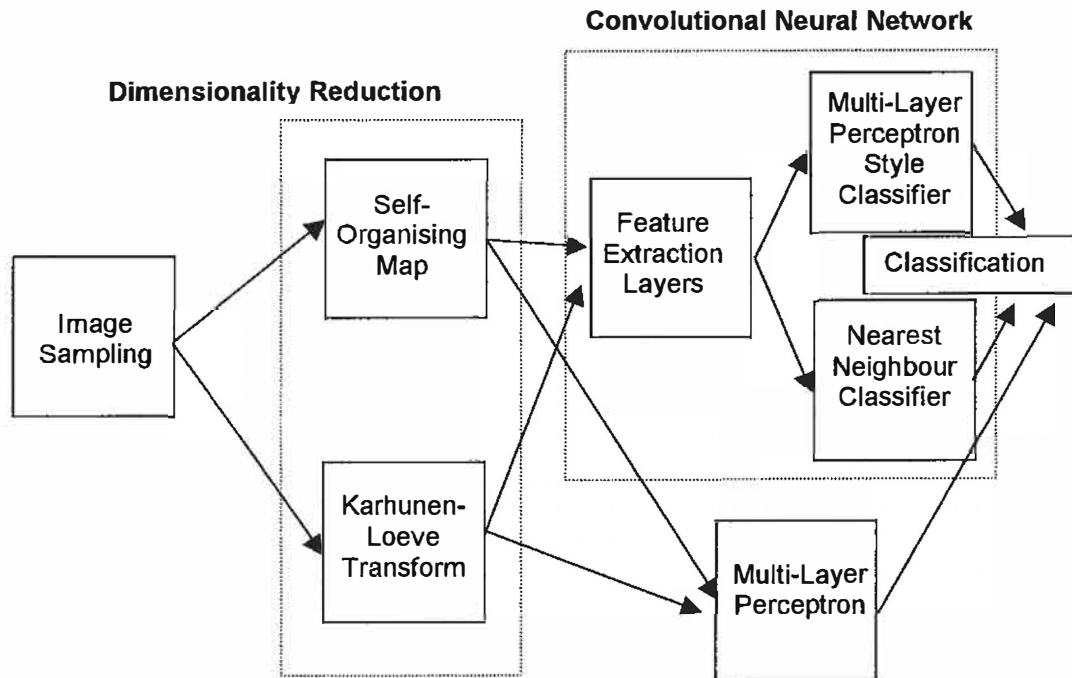 Convolutional Neural Network
Dimensionality Reduction
Multi-Layer
Perceptron
Style
Classifier
Self-
Organising
Map
Feature
Extraction
Layers
Classification
Image
Sampling
Nearest
Neighbour
Classifier
Karhunen-
Loeve
Transform
Multi-Layer
Perceptron